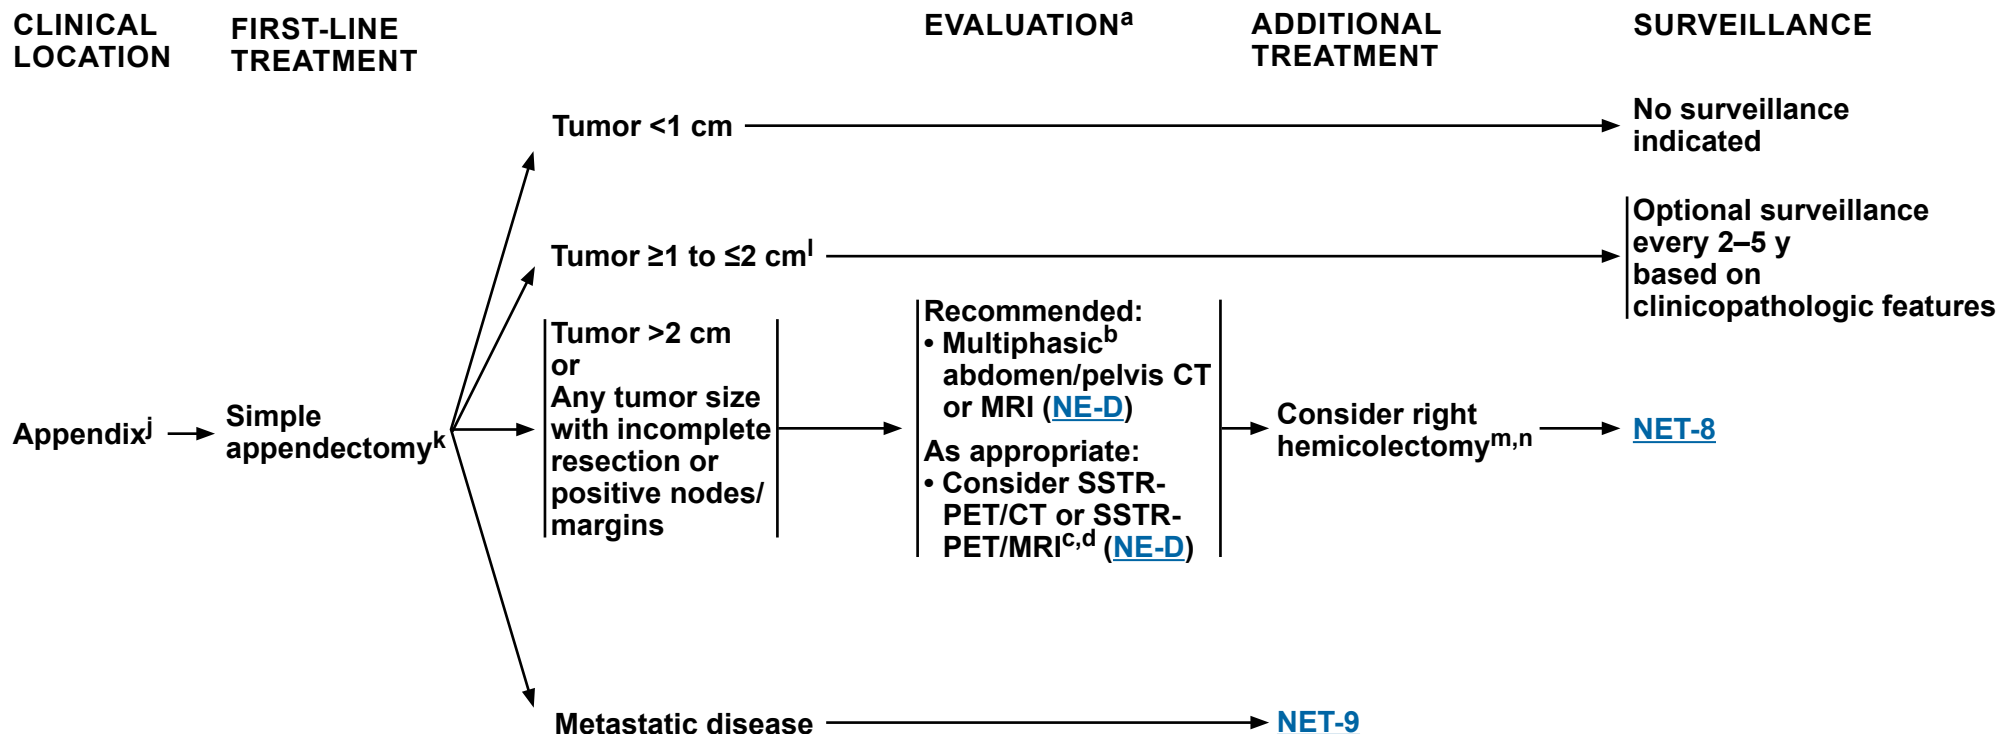 CLINICAL
LOCATION
FIRST-LINE
TREATMENT
EVALUATIONa
ADDITIONAL
TREATMENT
SURVEILLANCE
Appendixj
Simple
appendectomyk
Tumor <1 cm
No surveillance
indicated
Tumor ≥1 to ≤2 cml
Optional surveillance
every 2–5 y
based on
clinicopathologic features
Tumor >2 cm
or
Any tumor size
with incomplete
resection or
positive nodes/
margins
Recommended:
• Multiphasicb
abdomen/pelvis CT
or MRI (NE-D)
As appropriate:
• Consider SSTR-
PET/CT or SSTR-
PET/MRIc,d (NE-D)
Consider right
hemicolectomym,n
NET-8
Metastatic disease
NET-9